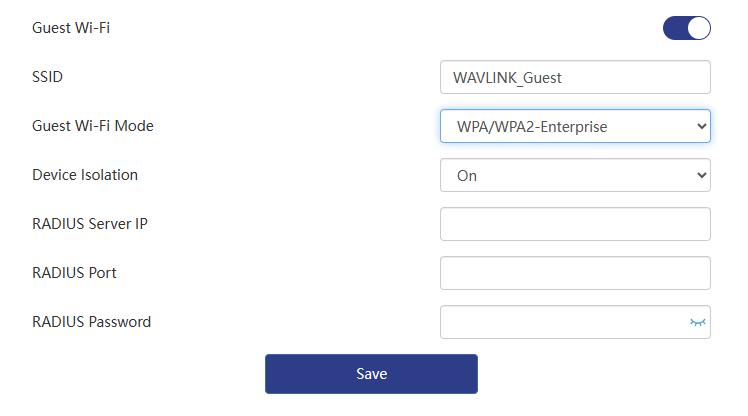 Guest Wi-Fi
SSID WAVLINK_Guest
Guest Wi-Fi Mode WPA/WPA2-Enterprise
Device Isolation On
RADIUS Server IP
RADIUS Port
RADIUS Password
Save